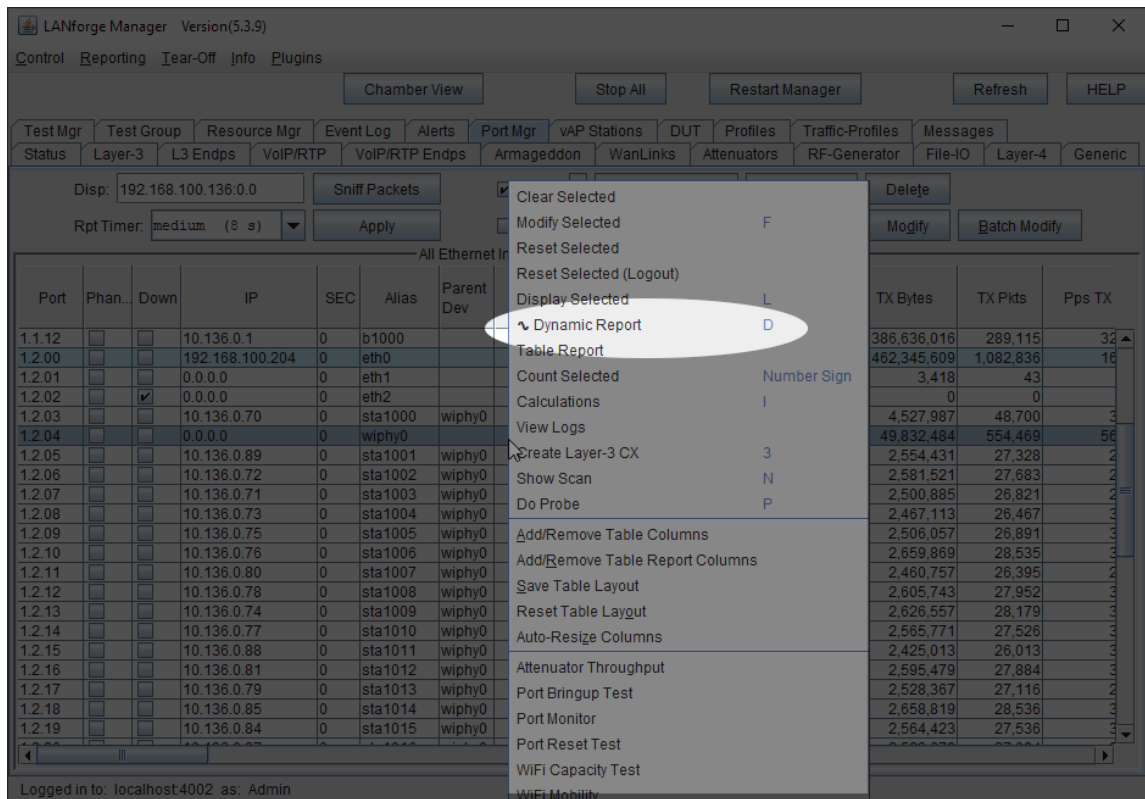 LANforge Manager Version(5.3.9)
Control Reporting Tear-Off Info Plugins
Chamber View Stop All Restart Manager Refresh HELP
Test Mgr Test Group Resource Mgr Event Log Alerts Port Mgr vAP Stations DUT Profiles Traffic-Profiles Messages
Status Layer-3 L3 Endps VoIP/RTP VoIP/RTP Endps Armageddon WanLinks Attenuators RF-Generator File-IO Layer-4 Generic
Disp: 192.168.100.136:0.0 Sniff Packets Delete
Rpt Timer: medium (8 s) Apply Modify Batch Modify
All Ethernet
Port Phan... Down IP SEC Alias Parent Dev TX Bytes TX Pkts Pps TX
1.1.12 10.136.0.1 0 b1000 386,636,016 289,115 32
1.2.00 192.168.100.204 0 eth0 462,345,609 1,082,836 16
1.2.01 0.0.0.0 0 eth1 3,418 43
1.2.02 0.0.0.0 0 eth2 0 0
1.2.03 10.136.0.70 0 sta1000 wiphy0 4,527,987 48,700 3
1.2.04 0.0.0.0 0 wiphy0 49,832,484 554,469 56
1.2.05 10.136.0.89 0 sta1001 wiphy0 2,554,431 27,328 2
1.2.06 10.136.0.72 0 sta1002 wiphy0 2,581,521 27,683 2
1.2.07 10.136.0.71 0 sta1003 wiphy0 2,500,885 26,821 2
1.2.08 10.136.0.73 0 sta1004 wiphy0 2,467,113 26,467 3
1.2.09 10.136.0.75 0 sta1005 wiphy0 2,506,057 26,891 3
1.2.10 10.136.0.76 0 sta1006 wiphy0 2,659,869 28,535 3
1.2.11 10.136.0.80 0 sta1007 wiphy0 2,460,757 26,395 2
1.2.12 10.136.0.78 0 sta1008 wiphy0 2,605,743 27,952 3
1.2.13 10.136.0.74 0 sta1009 wiphy0 2,626,557 28,179 3
1.2.14 10.136.0.77 0 sta1010 wiphy0 2,565,771 27,526 3
1.2.15 10.136.0.88 0 sta1011 wiphy0 2,425,013 26,013 3
1.2.16 10.136.0.81 0 sta1012 wiphy0 2,595,479 27,884 3
1.2.17 10.136.0.79 0 sta1013 wiphy0 2,528,367 27,116 2
1.2.18 10.136.0.85 0 sta1014 wiphy0 2,658,819 28,536 3
1.2.19 10.136.0.84 0 sta1015 wiphy0 2,564,423 27,536 3
Clear Selected
Modify Selected F
Reset Selected
Reset Selected (Logout)
Display Selected L
Dynamic Report D
Table Report
Count Selected Number Sign
Calculations I
View Logs
Create Layer-3 CX 3
Show Scan N
Do Probe P
Add/Remove Table Columns
Add/Remove Table Report Columns
Save Table Layout
Reset Table Layout
Auto-Resize Columns
Attenuator Throughput
Port Bringup Test
Port Monitor
Port Reset Test
WiFi Capacity Test
WiFi Mobility
Logged in to: localhost:4002 as: Admin